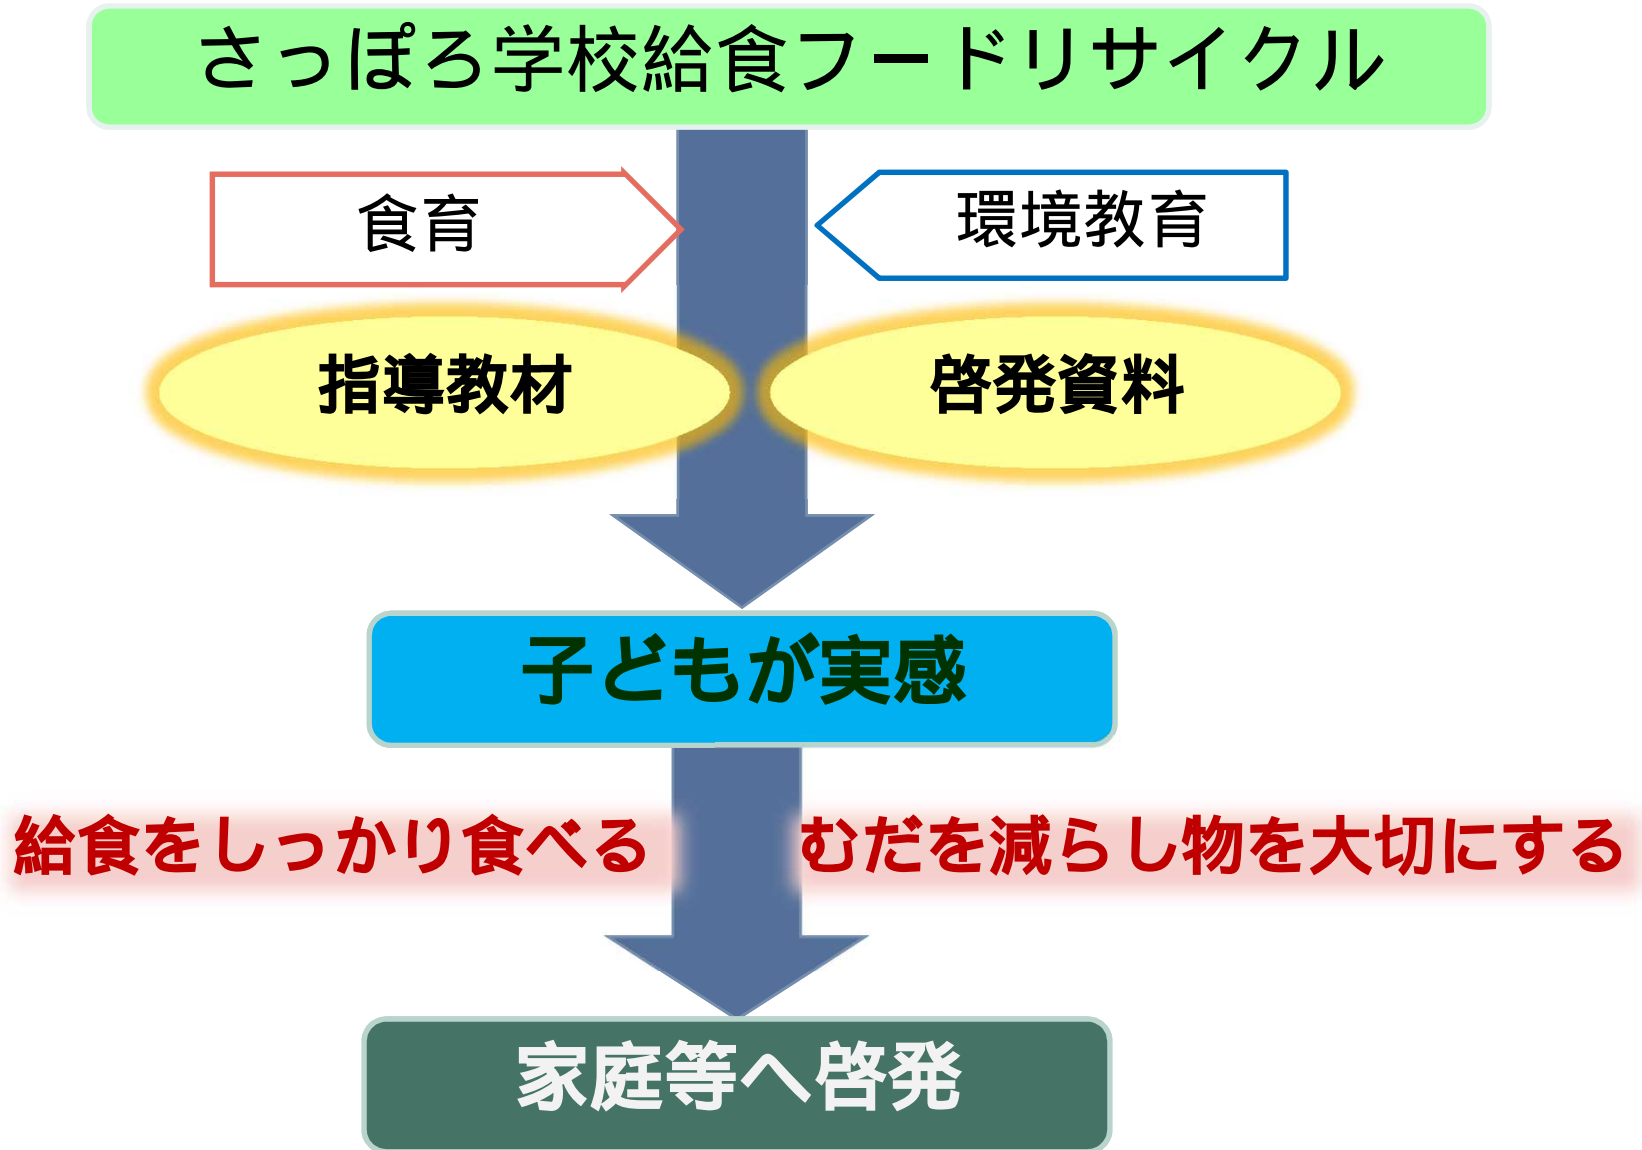 さっぽろ学校給食フードリサイクル
食育
環境教育
指導教材
啓発資料
子どもが実感
給食をしっかり食べる
むだを減らし物を大切にする
家庭等へ啓発